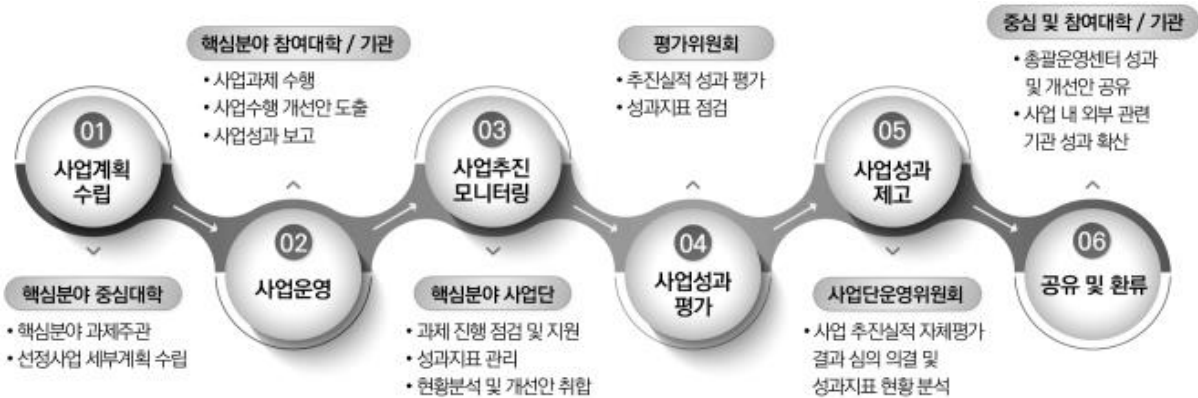 01
사업계획
수립
핵심분야 중심대학
• 핵심분야 과제주관
• 선정사업 세부계획 수립
핵심분야 참여대학 / 기관
• 사업과제 수행
• 사업수행 개선안 도출
• 사업성과 보고
02
사업운영
03
사업추진
모니터링
핵심분야 사업단
• 과제 진행 점검 및 지원
• 성과지표 관리
• 현황분석 및 개선안 취합
평가위원회
• 추진실적 성과 평가
• 성과지표 점검
04
사업성과
평가
05
사업성과
제고
사업단운영위원회
• 사업 추진실적 자체평가
결과 심의 의결 및
성과지표 현황 분석
중심 및 참여대학 / 기관
• 총괄운영센터 성과
및 개선안 공유
• 사업 내 외부 관련
기관 성과 확산
06
공유 및 환류